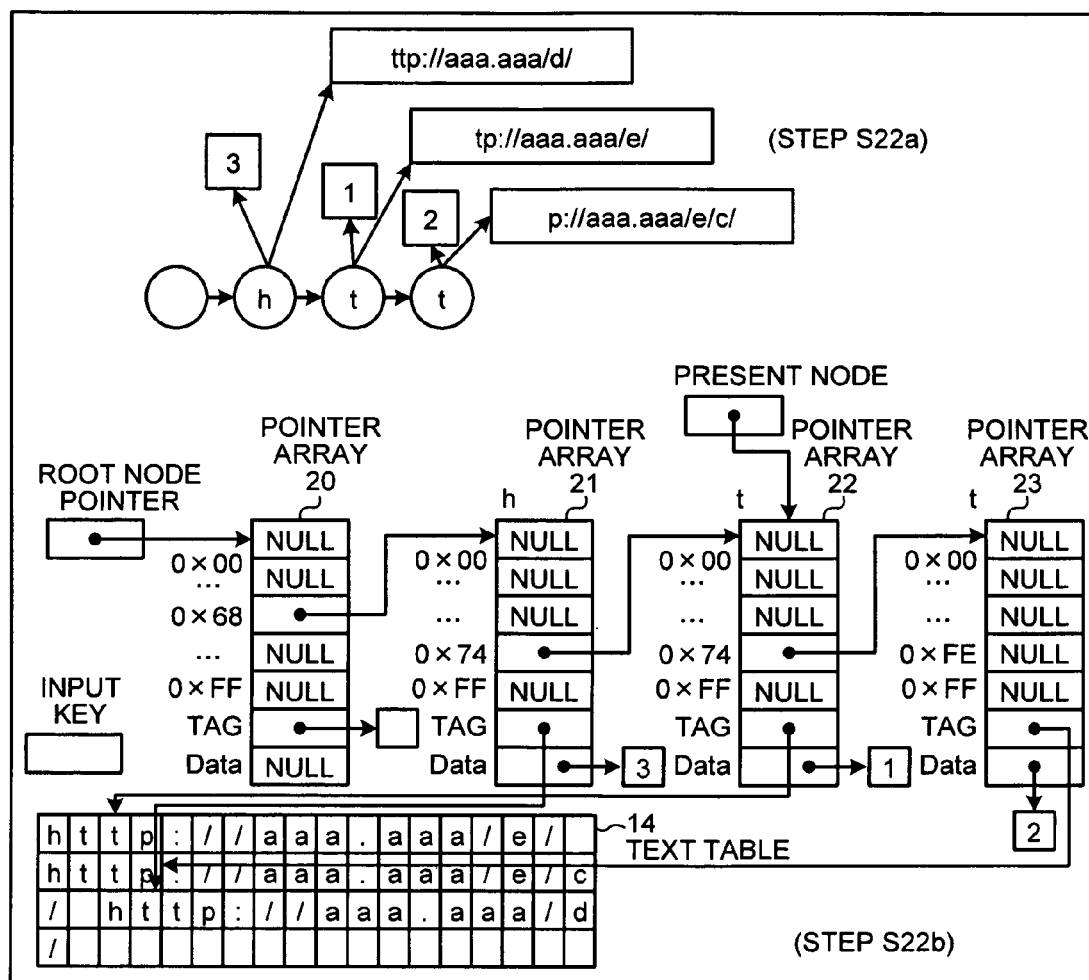 ttp://aaa.aaa/d/
tp://aaa.aaa/e/
(STEP S22a)
3
1
2
p://aaa.aaa/e/c/
h
t
t
PRESENT NODE
ROOT NODE
POINTER
POINTER
ARRAY
20
POINTER
ARRAY
21
POINTER
ARRAY
22
POINTER
ARRAY
23
h
t
t
NULL
0×00
NULL
...
0×68
...
NULL
0×FF
NULL
TAG
Data
NULL
NULL
0×00
NULL
...
NULL
...
0×74
0×FF
NULL
TAG
Data
3
NULL
0×00
NULL
...
NULL
...
0×74
0×FF
NULL
TAG
Data
1
NULL
0×00
NULL
...
NULL
...
0×FE
NULL
0×FF
NULL
TAG
Data
2
INPUT
KEY
h t t p : / / a a a . a a a / e /
h t t p : / / a a a . a a a / e / c
/ h t t p : / / a a a . a a a / d
/
14
TEXT TABLE
(STEP S22b)